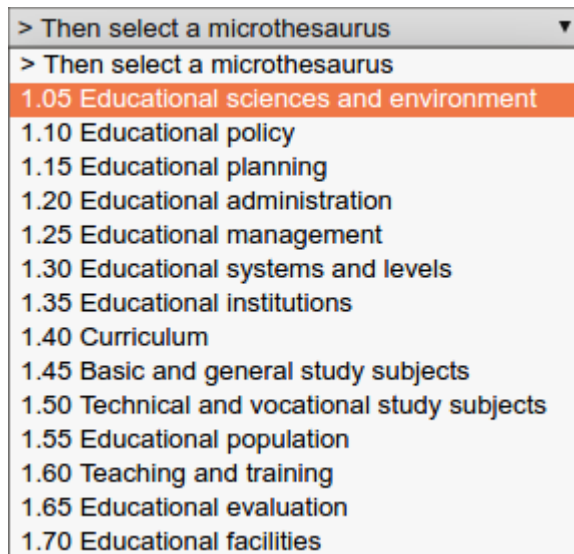 > Then select a microthesaurus
> Then select a microthesaurus
1.05 Educational sciences and environment
1.10 Educational policy
1.15 Educational planning
1.20 Educational administration
1.25 Educational management
1.30 Educational systems and levels
1.35 Educational institutions
1.40 Curriculum
1.45 Basic and general study subjects
1.50 Technical and vocational study subjects
1.55 Educational population
1.60 Teaching and training
1.65 Educational evaluation
1.70 Educational facilities